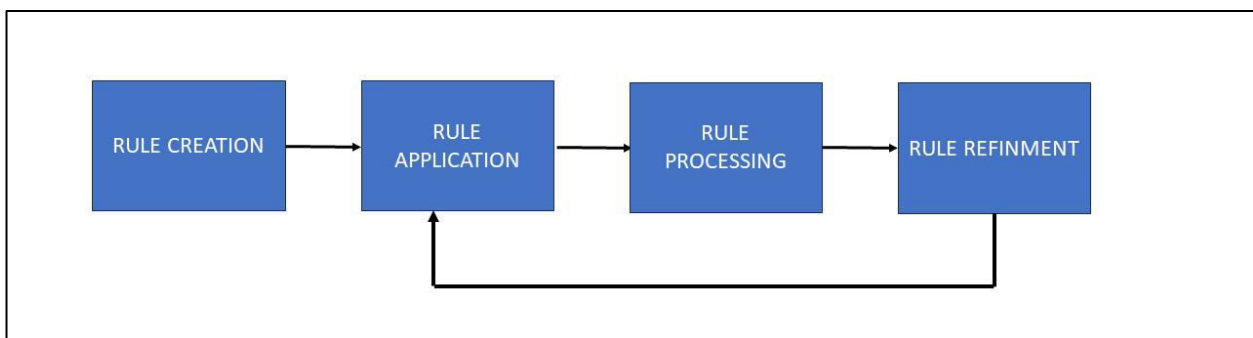 RULE CREATION
RULE
APPLICATION
RULE
PROCESSING
RULE REFINMENT